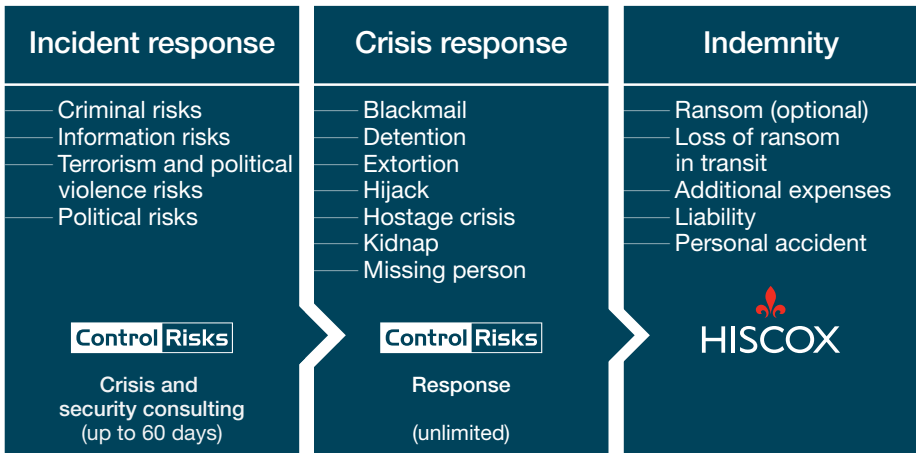 Incident response
Criminal risks
Information risks
Terrorism and political
violence risks
Political risks
Control Risks
Crisis and
security consulting
(up to 60 days)
Crisis response
Blackmail
Detention
Extortion
Hijack
Hostage crisis
Kidnap
Missing person
Control Risks
Response
(unlimited)
Indemnity
Ransom (optional)
Loss of ransom
in transit
Additional expenses
Liability
Personal accident
HISCOX